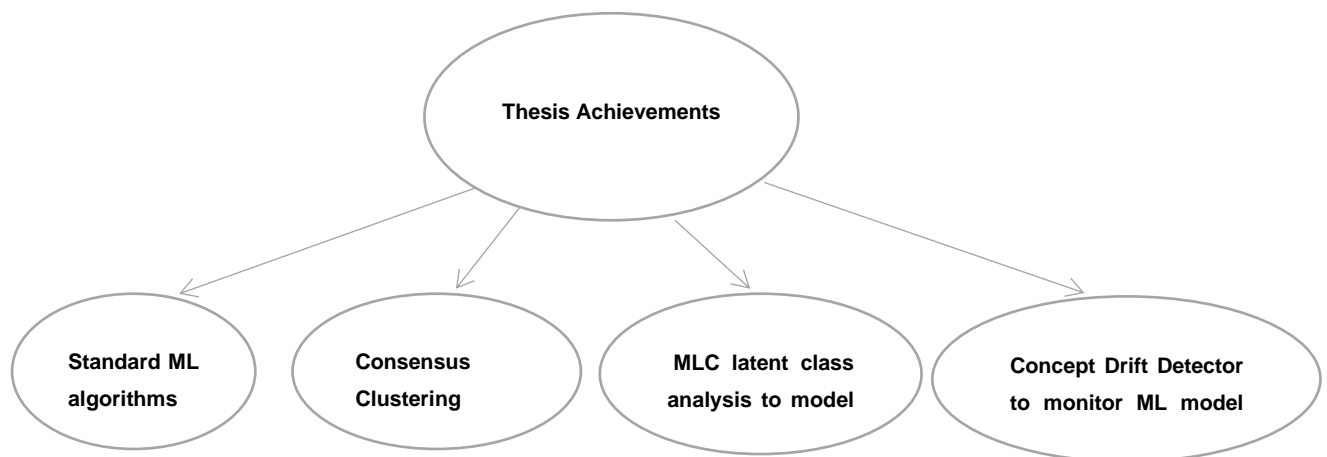 Thesis Achievements
Standard ML
algorithms
Consensus
Clustering
MLC latent class
analysis to model
Concept Drift Detector
to monitor ML model